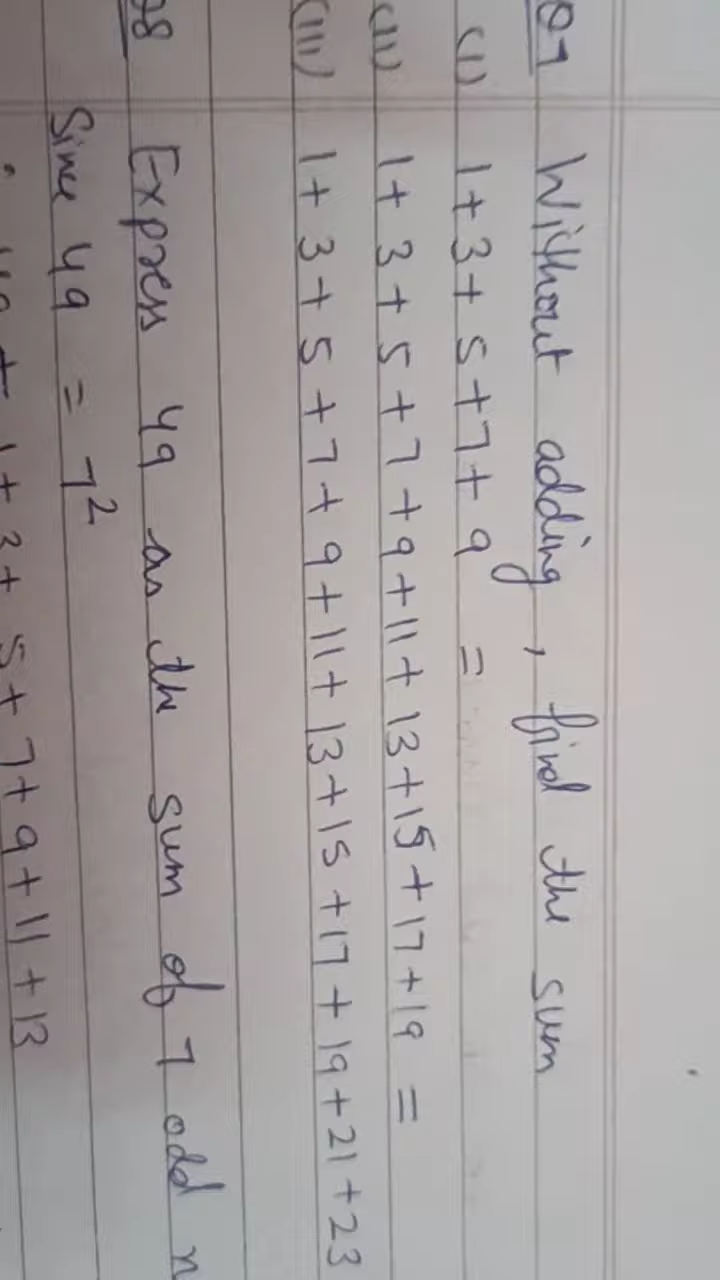 Q7 Without adding, find the sum
(i) 1+3+5+7+9 =
(ii) 1+3+5+7+9+11+13+15+17+19 =
(iii) 1+3+5+7+9+11+13+15+17+19+21+23
Q8 Express 49 as the sum of 7 odd n
Since 49 = 7²
1+3+5+7+9+11+13